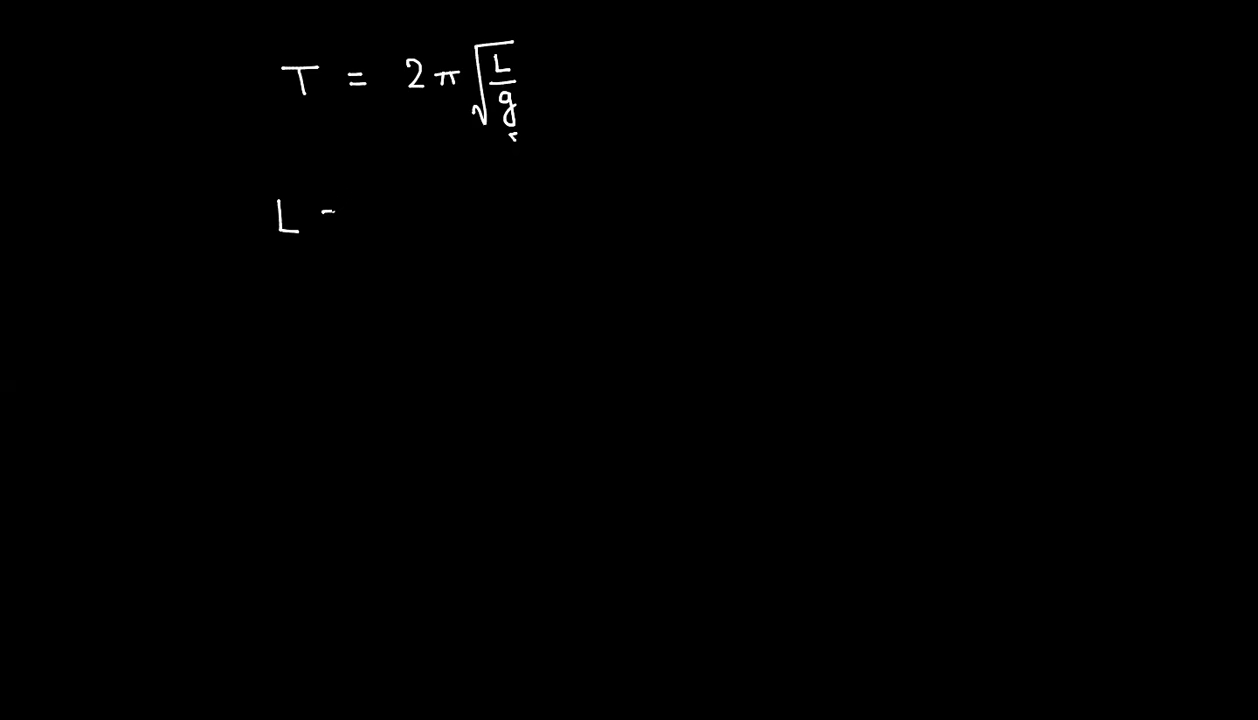 T = 2π√(L/g)
L -